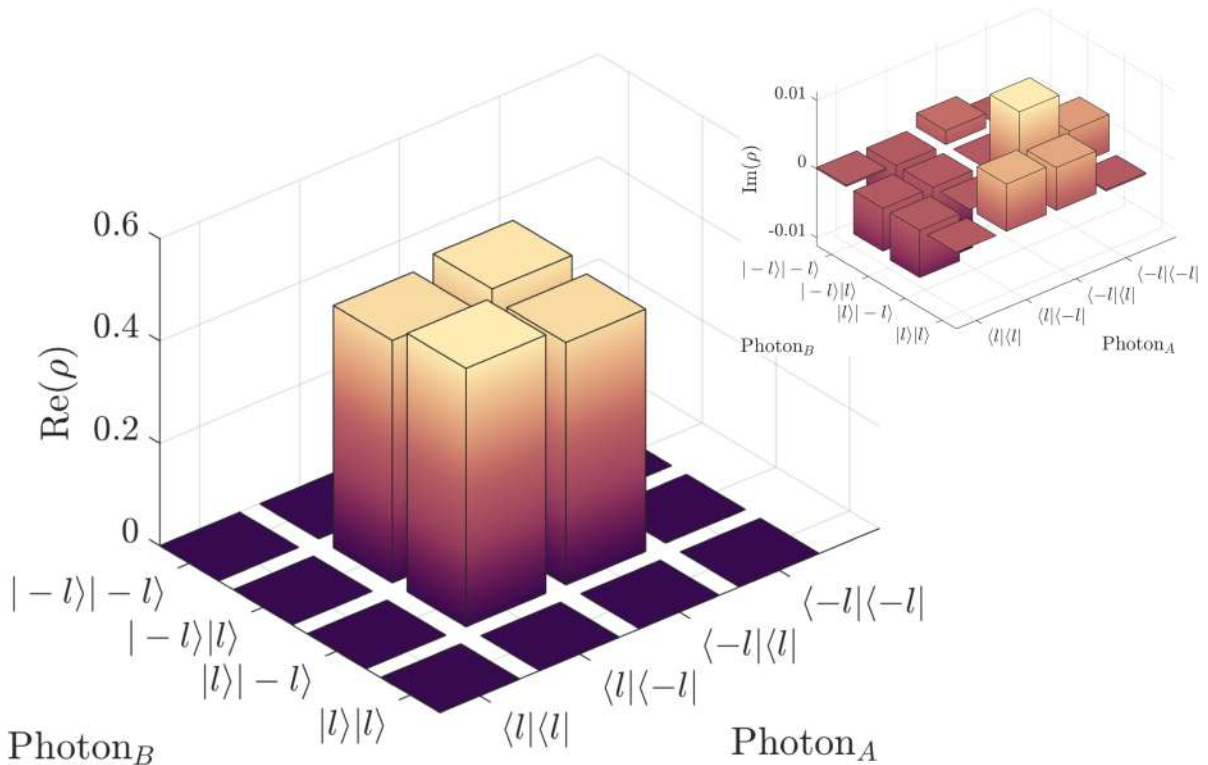 0.6
0.4
0.2
0
Re(ρ)
| − l⟩| − l⟩
| − l⟩|l⟩
|l⟩| − l⟩
|l⟩|l⟩
Photon_B
⟨l|⟨l|
⟨l|⟨−l|
⟨−l|⟨l|
⟨−l|⟨−l|
Photon_A
0.01
0
-0.01
Im(ρ)
| − l⟩| − l⟩
| − l⟩|l⟩
|l⟩| − l⟩
|l⟩|l⟩
Photon_B
⟨l|⟨l|
⟨l|⟨−l|
⟨−l|⟨l|
⟨−l|⟨−l|
Photon_A